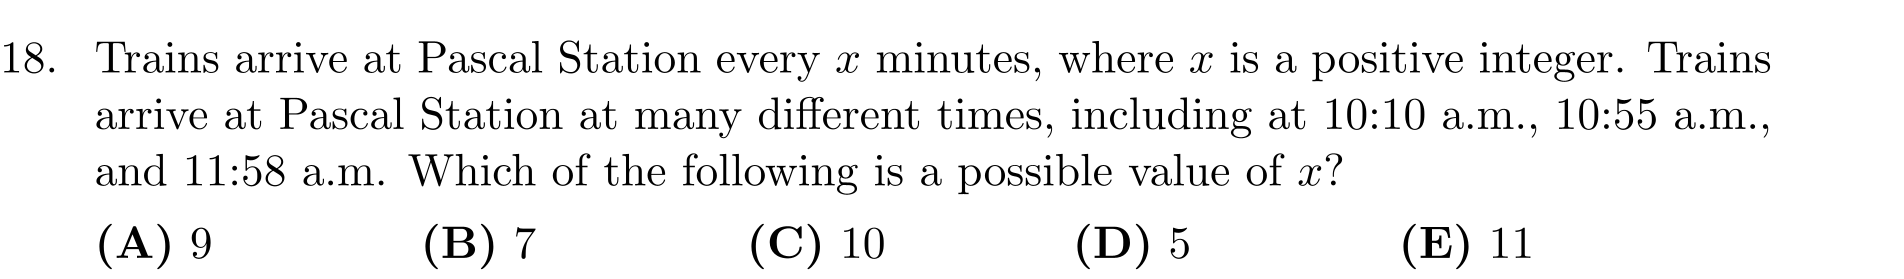 18. Trains arrive at Pascal Station every x minutes, where x is a positive integer. Trains
arrive at Pascal Station at many different times, including at 10:10 a.m., 10:55 a.m.,
and 11:58 a.m. Which of the following is a possible value of x?
(A) 9 (B) 7 (C) 10 (D) 5 (E) 11